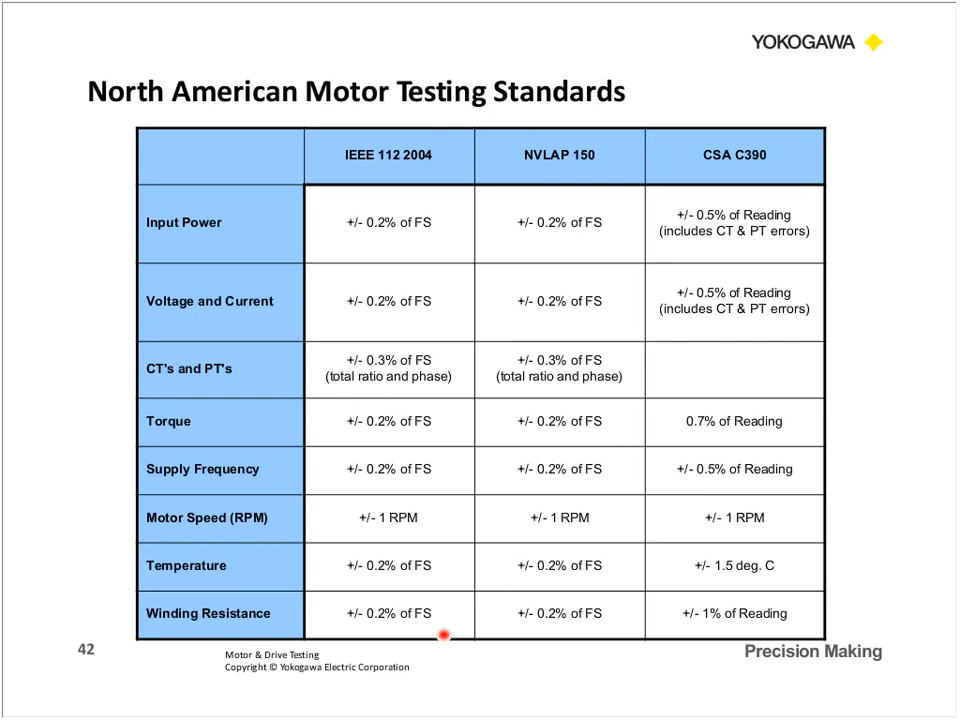 YOKOGAWA
North American Motor Testing Standards
IEEE 112 2004 NVLAP 150 CSA C390
Input Power +/- 0.2% of FS +/- 0.2% of FS +/- 0.5% of Reading
(includes CT & PT errors)
Voltage and Current +/- 0.2% of FS +/- 0.2% of FS +/- 0.5% of Reading
(includes CT & PT errors)
CT's and PT's +/- 0.3% of FS +/- 0.3% of FS
(total ratio and phase) (total ratio and phase)
Torque +/- 0.2% of FS +/- 0.2% of FS 0.7% of Reading
Supply Frequency +/- 0.2% of FS +/- 0.2% of FS +/- 0.5% of Reading
Motor Speed (RPM) +/- 1 RPM +/- 1 RPM +/- 1 RPM
Temperature +/- 0.2% of FS +/- 0.2% of FS +/- 1.5 deg. C
Winding Resistance +/- 0.2% of FS +/- 0.2% of FS +/- 1% of Reading
42
Motor & Drive Testing
Copyright © Yokogawa Electric Corporation
Precision Making